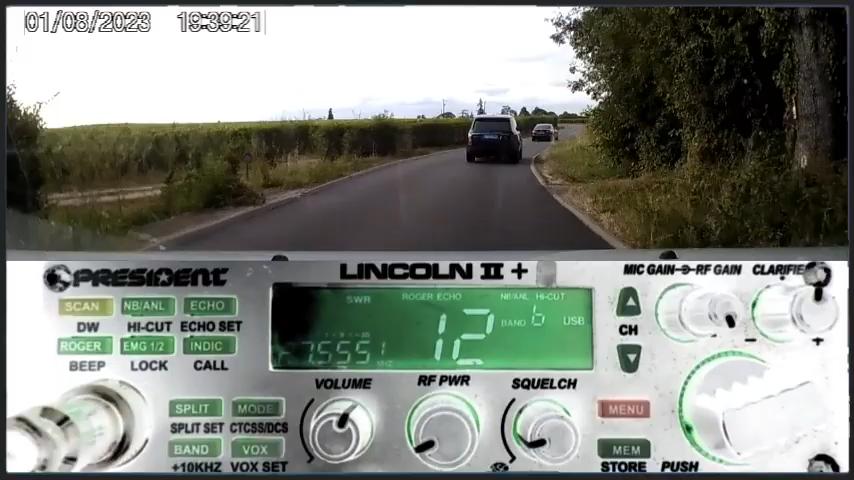 01/08/2023 19:39:21
PRESIDENT
LINCOLN II +
MIC GAIN RF GAIN CLARIFIER
SCAN NB/ANL ECHO
DW HI-CUT ECHO SET
ROGER EMG 1/2 INDIC
BEEP LOCK CALL
SWR ROGER ECHO NB/ANL HI-CUT
12 BAND b USB
7.5551 MHZ
CH
- +
VOLUME RF PWR SQUELCH
SPLIT MODE
SPLIT SET CTCSS/DCS
BAND VOX
+10KHZ VOX SET
MENU
MEM
STORE PUSH